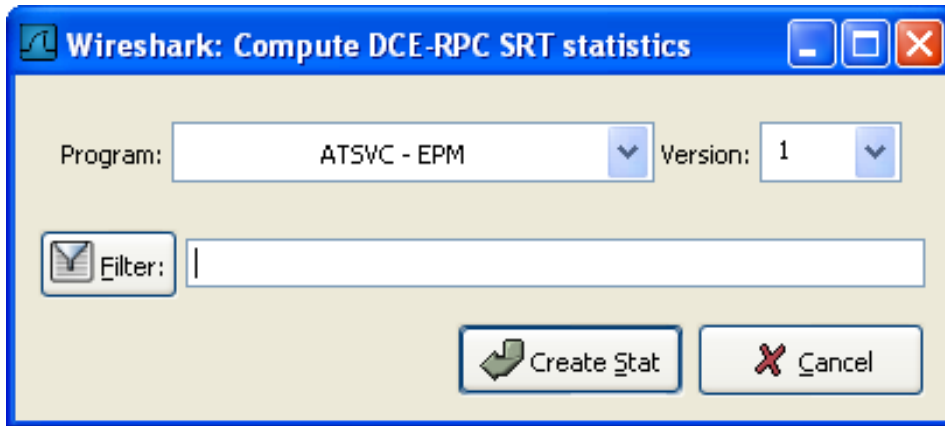 Wireshark: Compute DCE-RPC SRT statistics
Program: ATSVC - EPM Version: 1
Filter:
Create Stat Cancel